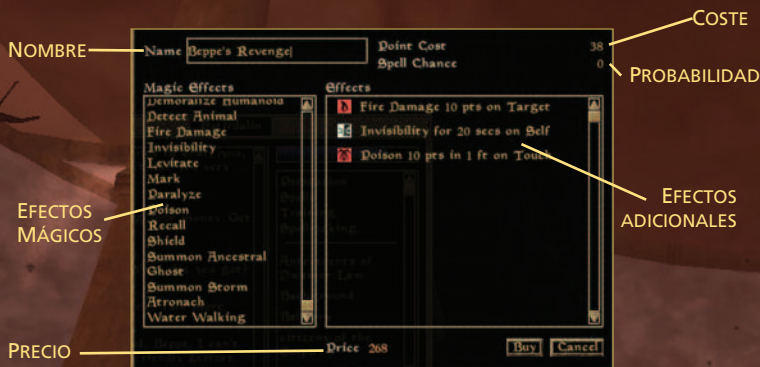 COSTE
NOMBRE
Name Beppe's Revenge
Point Cost 38
Spell Chance 0
PROBABILIDAD
Magic Effects
Effects
Demoralize Humanoid
Detect Animal
Fire Damage
Invisibility
Levitate
Mark
Paralyze
Poison
Recall
Shield
Summon Ancestral
Ghost
Summon Storm
Atronach
Water Walking
Fire Damage 10 pts on Target
Invisibility for 20 secs on Self
Poison 10 pts in 1 ft on Touch
EFECTOS
MÁGICOS
EFECTOS
ADICIONALES
PRECIO
Price 268
Buy
Cancel